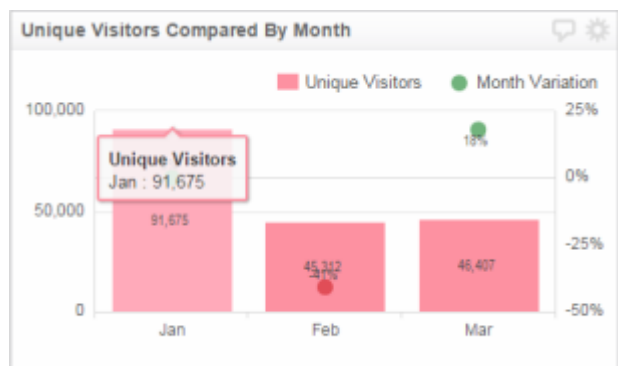 Unique Visitors Compared By Month
Unique Visitors
Month Variation
100,000
25%
18%
Unique Visitors
Jan : 91,675
0%
50,000
91,675
-25%
45,312
-41%
46,407
0
-50%
Jan
Feb
Mar